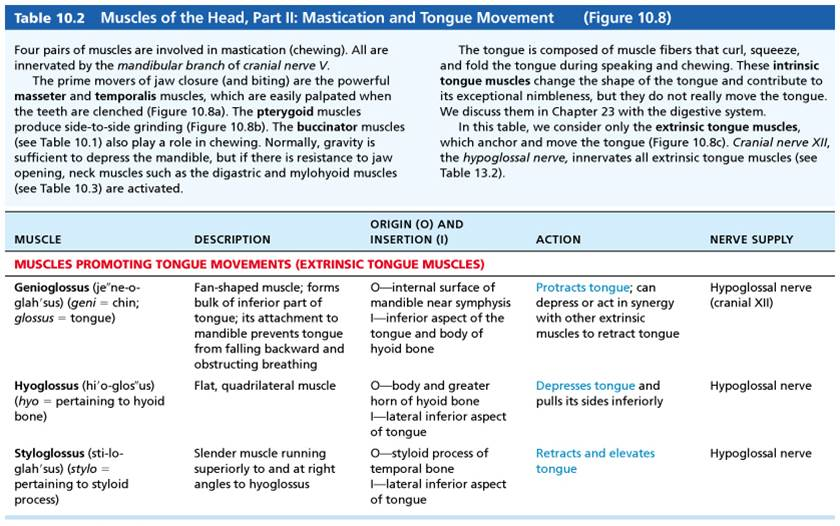 Table 10.2 Muscles of the Head, Part II: Mastication and Tongue Movement (Figure 10.8)
Four pairs of muscles are involved in mastication (chewing). All are
innervated by the mandibular branch of cranial nerve V.
The prime movers of jaw closure (and biting) are the powerful
masseter and temporalis muscles, which are easily palpated when
the teeth are clenched (Figure 10.8a). The pterygoid muscles
produce side-to-side grinding (Figure 10.8b). The buccinator muscles
(see Table 10.1) also play a role in chewing. Normally, gravity is
sufficient to depress the mandible, but if there is resistance to jaw
opening, neck muscles such as the digastric and mylohyoid muscles
(see Table 10.3) are activated.
The tongue is composed of muscle fibers that curl, squeeze,
and fold the tongue during speaking and chewing. These intrinsic
tongue muscles change the shape of the tongue and contribute to
its exceptional nimbleness, but they do not really move the tongue.
We discuss them in Chapter 23 with the digestive system.
In this table, we consider only the extrinsic tongue muscles,
which anchor and move the tongue (Figure 10.8c). Cranial nerve XII,
the hypoglossal nerve, innervates all extrinsic tongue muscles (see
Table 13.2).
MUSCLE DESCRIPTION ORIGIN (O) AND
INSERTION (I) ACTION NERVE SUPPLY
MUSCLES PROMOTING TONGUE MOVEMENTS (EXTRINSIC TONGUE MUSCLES)
Genioglossus (je″ne-o-
glah′sus) (geni = chin;
glossus = tongue)
Fan-shaped muscle; forms
bulk of inferior part of
tongue; its attachment to
mandible prevents tongue
from falling backward and
obstructing breathing
O—internal surface of
mandible near symphysis
I—inferior aspect of the
tongue and body of
hyoid bone
Protracts tongue; can
depress or act in synergy
with other extrinsic
muscles to retract tongue
Hypoglossal nerve
(cranial XII)
Hyoglossus (hi′o-glos″us)
(hyo = pertaining to hyoid
bone)
Flat, quadrilateral muscle
O—body and greater
horn of hyoid bone
I—lateral inferior aspect
of tongue
Depresses tongue and
pulls its sides inferiorly
Hypoglossal nerve
Styloglossus (sti-lo-
glah′sus) (stylo =
pertaining to styloid
process)
Slender muscle running
superiorly to and at right
angles to hyoglossus
O—styloid process of
temporal bone
I—lateral inferior aspect
of tongue
Retracts and elevates
tongue
Hypoglossal nerve